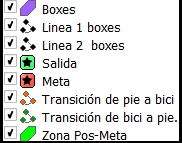 Boxes
Linea 1 boxes
Linea 2 boxes
Salida
Meta
Transición de pie a bici
Transición de bici a pie.
Zona Pos-Meta